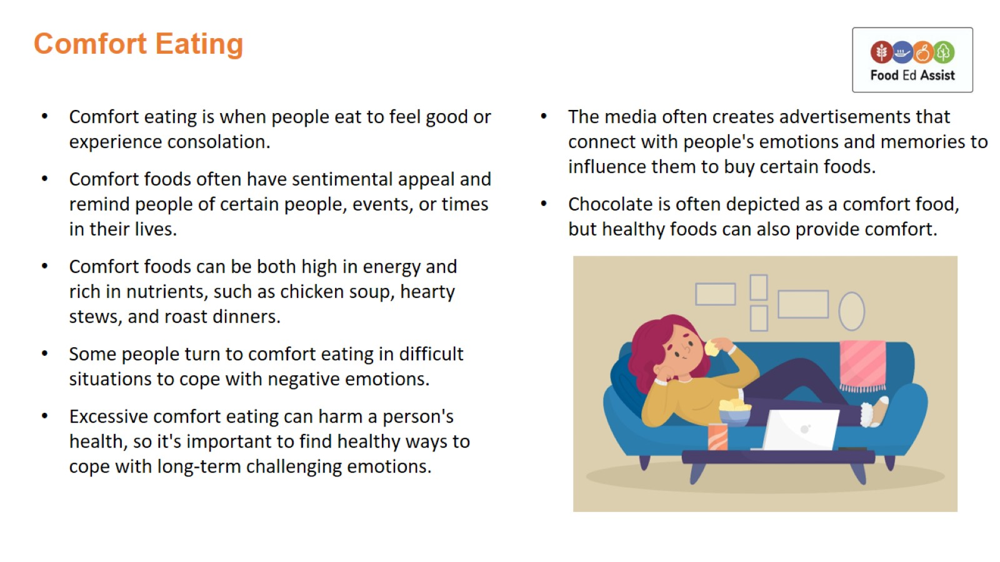 Comfort Eating
Food Ed Assist
• Comfort eating is when people eat to feel good or
experience consolation.
• Comfort foods often have sentimental appeal and
remind people of certain people, events, or times
in their lives.
• Comfort foods can be both high in energy and
rich in nutrients, such as chicken soup, hearty
stews, and roast dinners.
• Some people turn to comfort eating in difficult
situations to cope with negative emotions.
• Excessive comfort eating can harm a person's
health, so it's important to find healthy ways to
cope with long-term challenging emotions.
• The media often creates advertisements that
connect with people's emotions and memories to
influence them to buy certain foods.
• Chocolate is often depicted as a comfort food,
but healthy foods can also provide comfort.